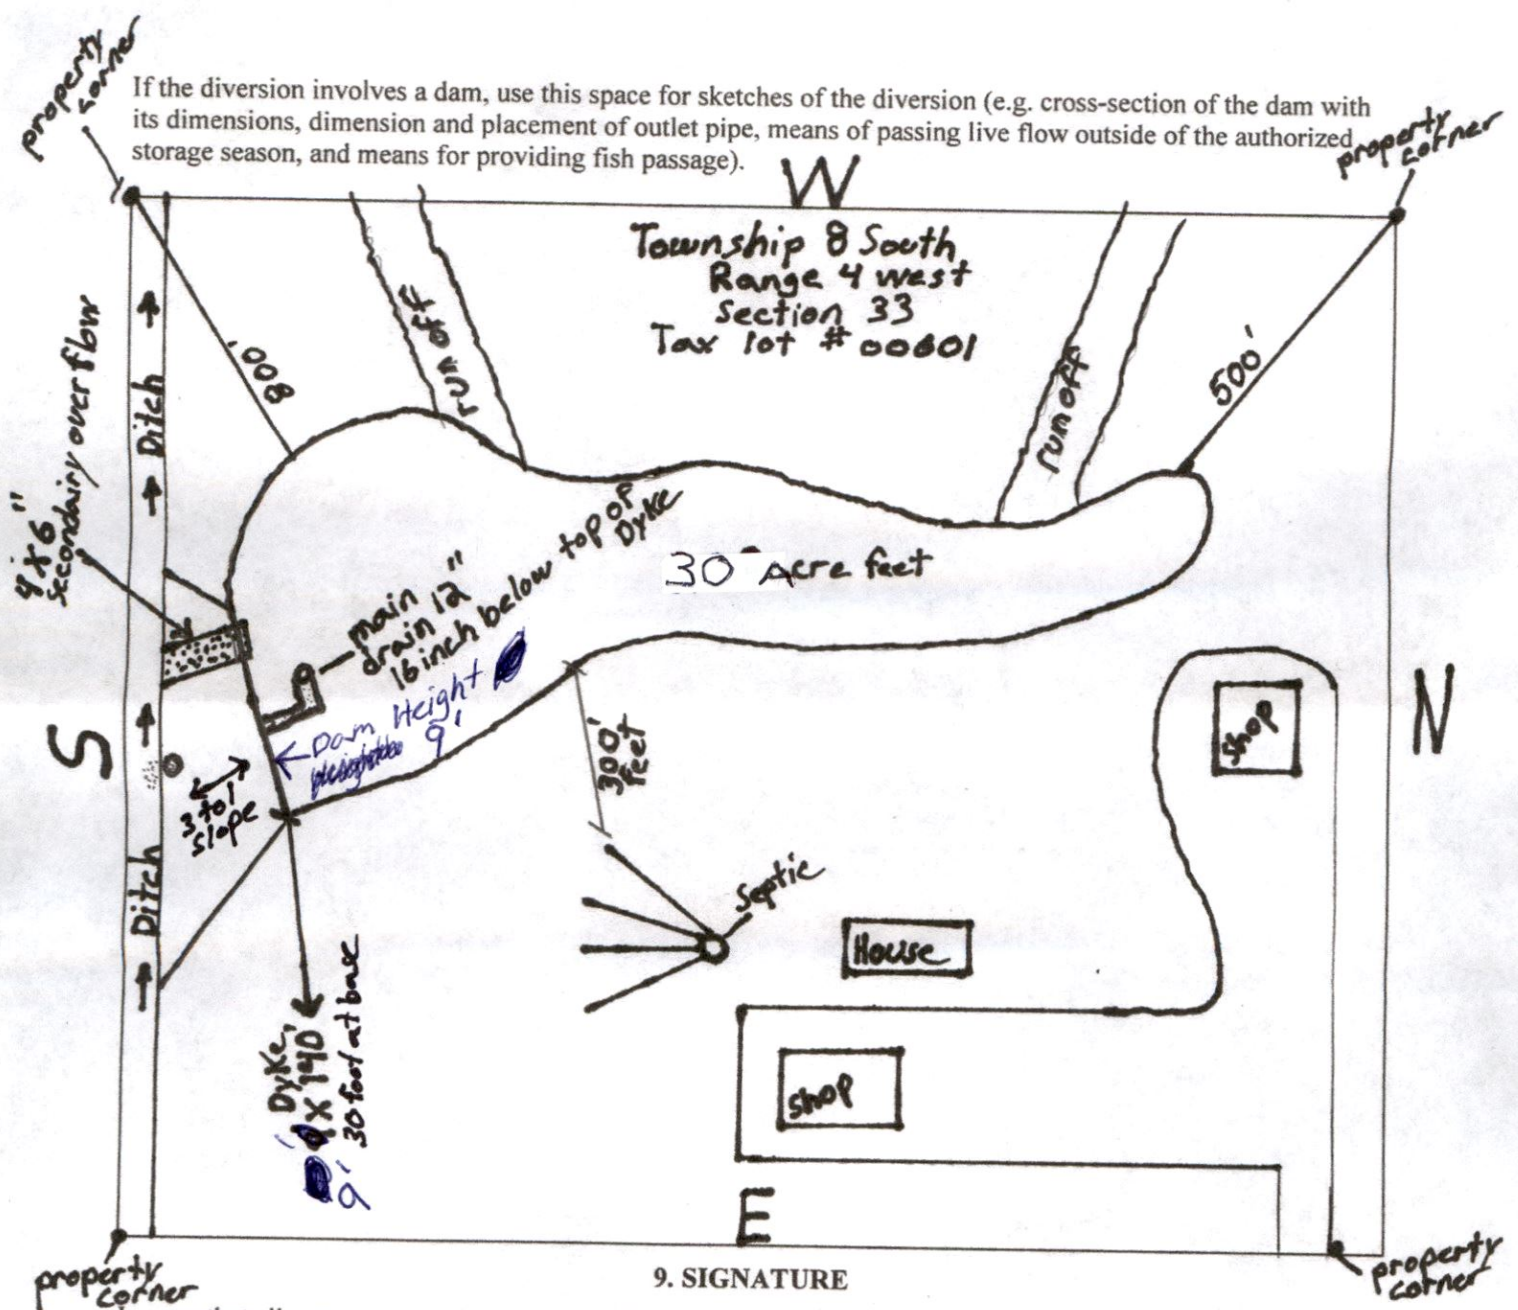 property
corner
If the diversion involves a dam, use this space for sketches of the diversion (e.g. cross-section of the dam with
its dimensions, dimension and placement of outlet pipe, means of passing live flow outside of the authorized
storage season, and means for providing fish passage).
property
corner
W
Township 8 South
Range 4 west
Section 33
Tax lot # 00601
run off
run off
800'
500'
Ditch
4 X 6"
secondairy over flow
main
drain 12"
16 inch below top of
Dyke
30 Acre feet
Dam Height
9'
S
N
3 to 1
slope
300'
feet
shop
Ditch
Septic
House
Dyke
X 140'
9'
30 foot at base
shop
E
property
corner
9. SIGNATURE
property
corner